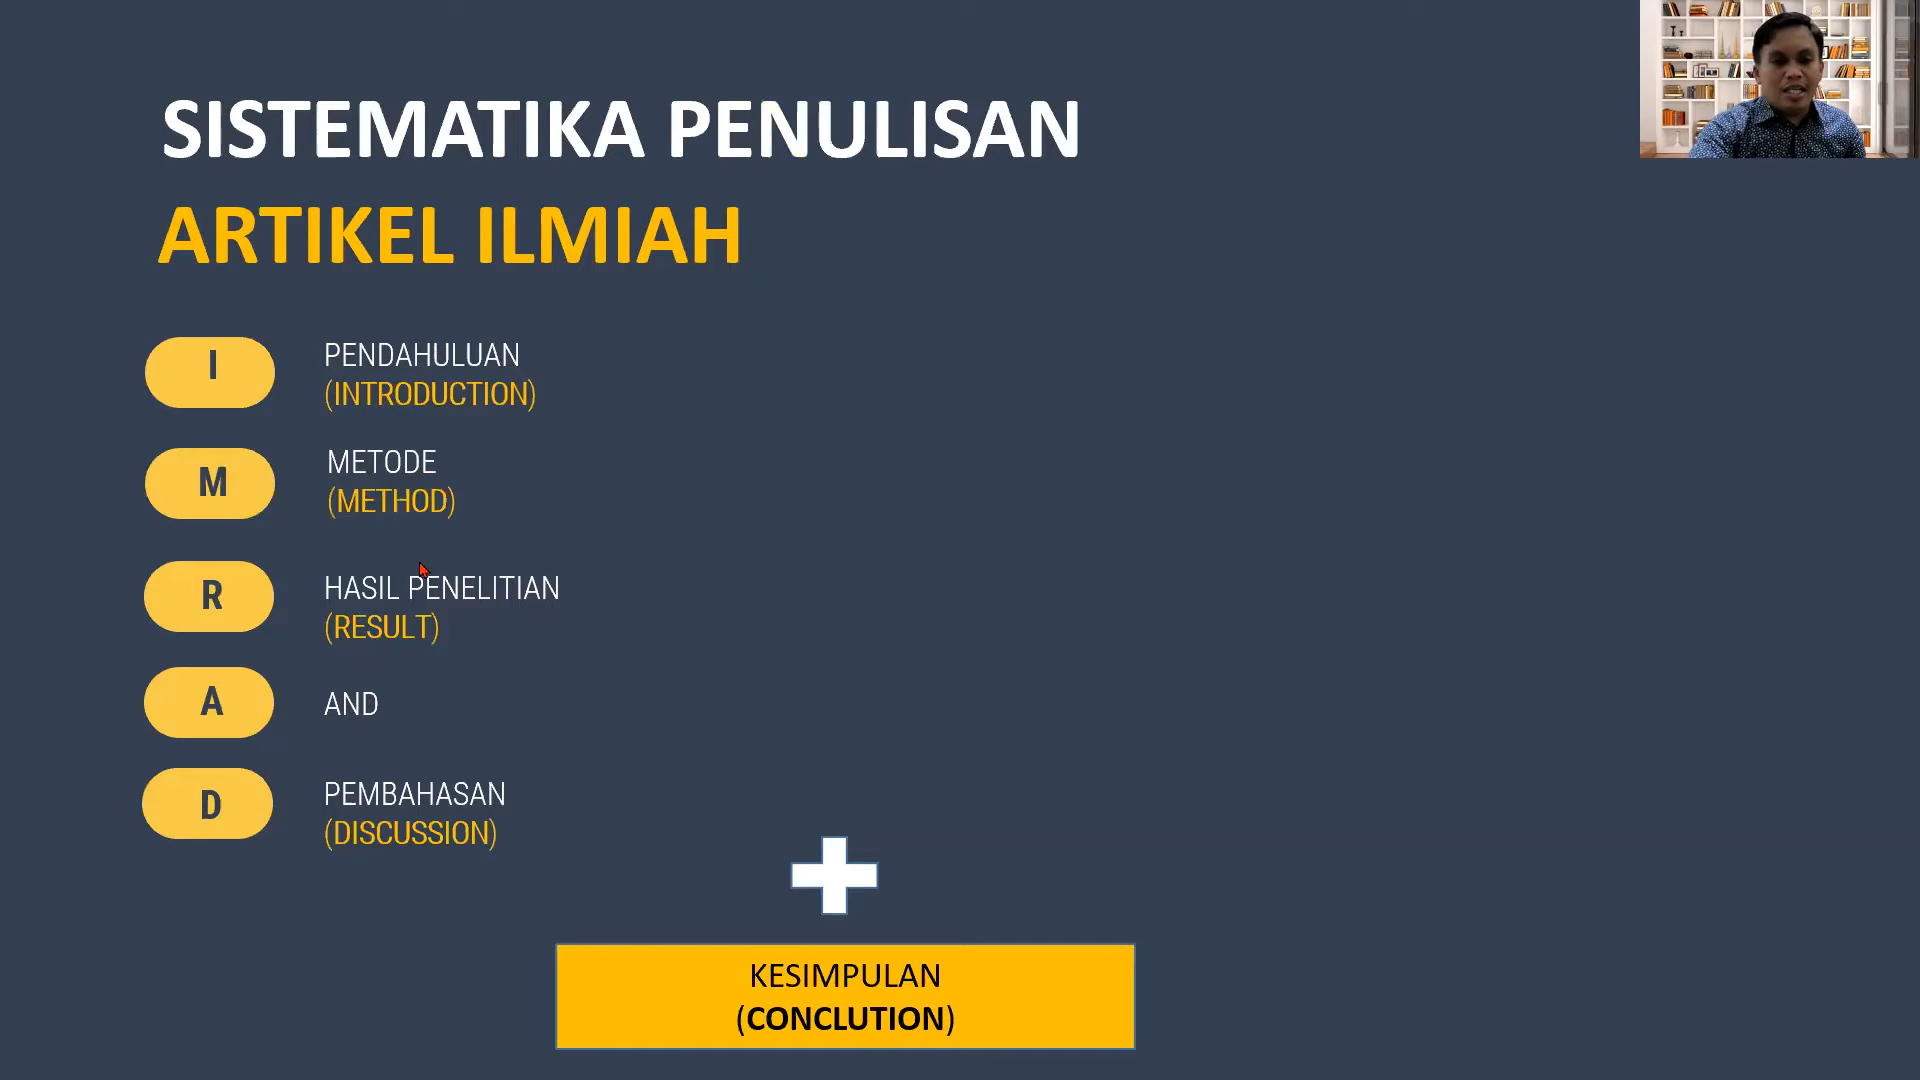 SISTEMATIKA PENULISAN
ARTIKEL ILMIAH
I
PENDAHULUAN
(INTRODUCTION)
M
METODE
(METHOD)
R
HASIL PENELITIAN
(RESULT)
A
AND
D
PEMBAHASAN
(DISCUSSION)
KESIMPULAN
(CONCLUTION)